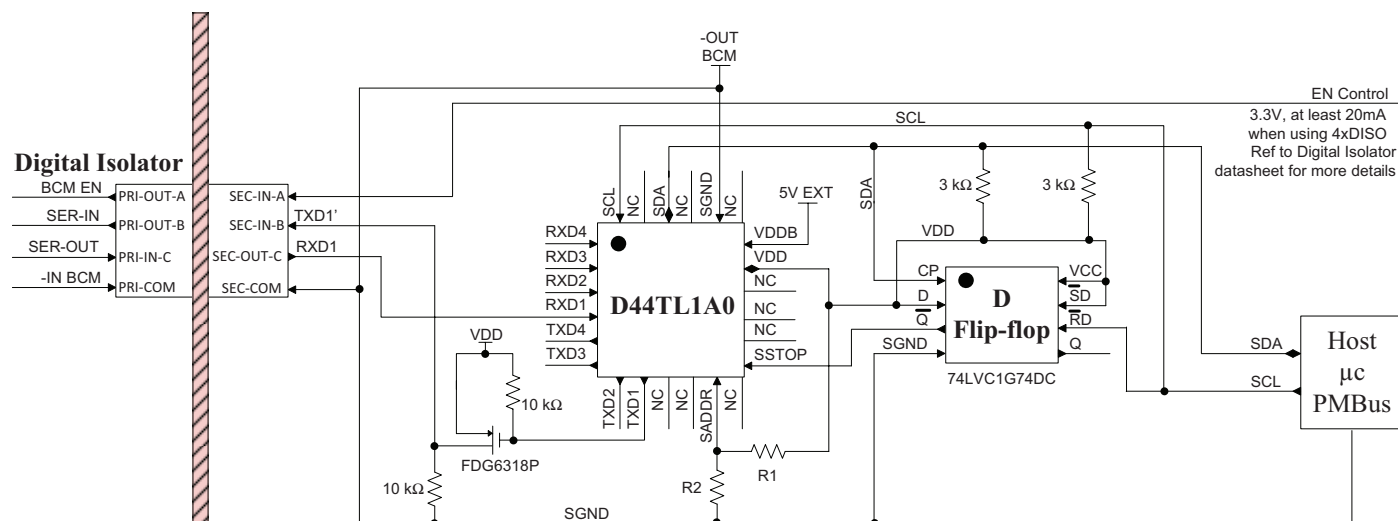 -OUT
BCM
EN Control
3.3V, at least 20mA
when using 4xDISO
Ref to Digital Isolator
datasheet for more details
SCL
Digital Isolator
BCM EN
SER-IN
SER-OUT
-IN BCM
PRI-OUT-A
PRI-OUT-B
PRI-IN-C
PRI-COM
SEC-IN-A
SEC-IN-B
SEC-OUT-C
SEC-COM
TXD1'
RXD1
SCL
NC
SDA
NC
SGND
NC
5V EXT
SDA
3 kΩ
3 kΩ
RXD4
RXD3
RXD2
RXD1
TXD4
TXD3
D44TL1A0
VDDB
VDD
NC
NC
NC
SSTOP
TXD2
TXD1
NC
NC
SADDR
NC
VDD
CP
D
Q
SGND
D
Flip-flop
VCC
SD
RD
Q
74LVC1G74DC
SDA
SCL
Host
µc
PMBus
VDD
10 kΩ
FDG6318P
10 kΩ
R1
R2
SGND